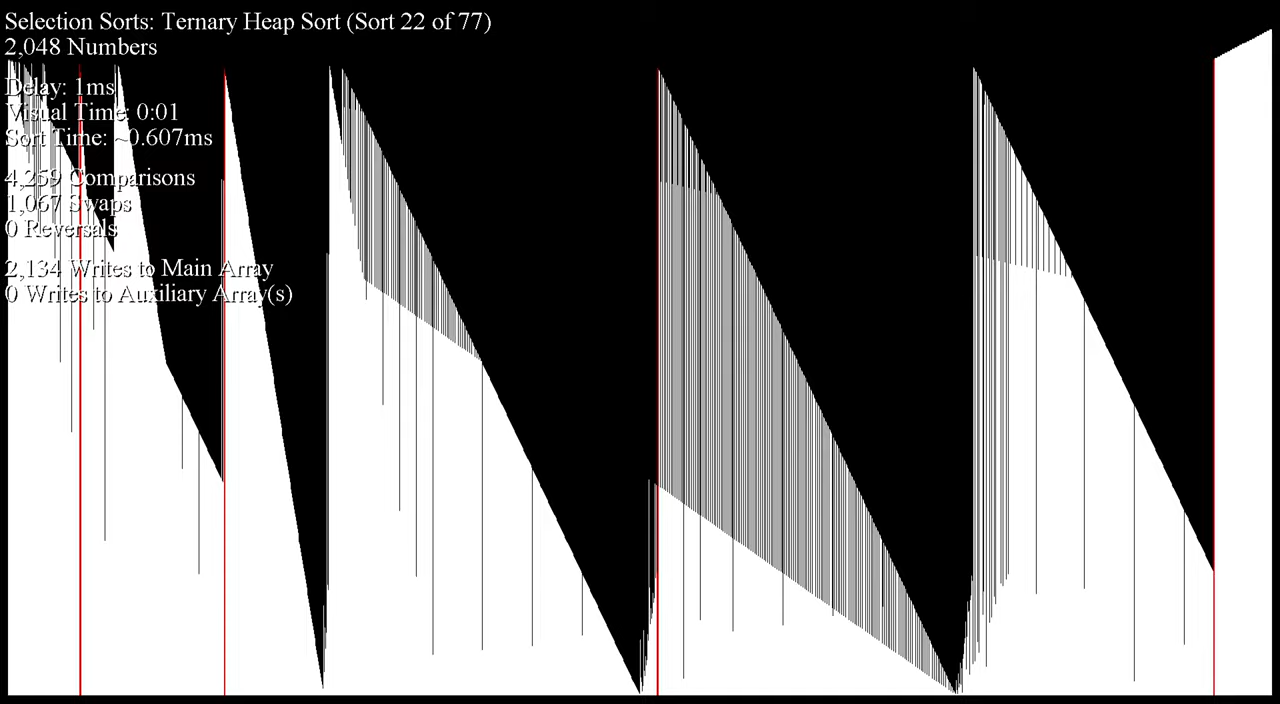 Selection Sorts: Ternary Heap Sort (Sort 22 of 77)
2,048 Numbers
Delay: 1ms
Visual Time: 0:01
Sort Time: ~0.607ms
4,259 Comparisons
1,067 Swaps
0 Reversals
2,134 Writes to Main Array
0 Writes to Auxiliary Array(s)